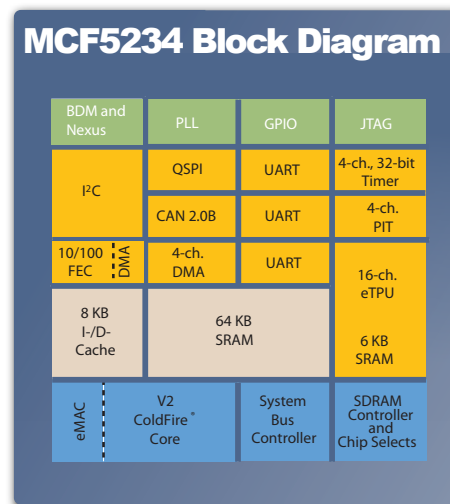 MCF5234 Block Diagram
BDM and
Nexus
PLL
GPIO
JTAG
I²C
QSPI
UART
4-ch., 32-bit
Timer
CAN 2.0B
UART
4-ch.
PIT
10/100
FEC
DMA
4-ch.
DMA
UART
16-ch.
eTPU
6 KB
SRAM
8 KB
I-/D-
Cache
64 KB
SRAM
eMAC
V2
ColdFire®
Core
System
Bus
Controller
SDRAM
Controller
and
Chip Selects